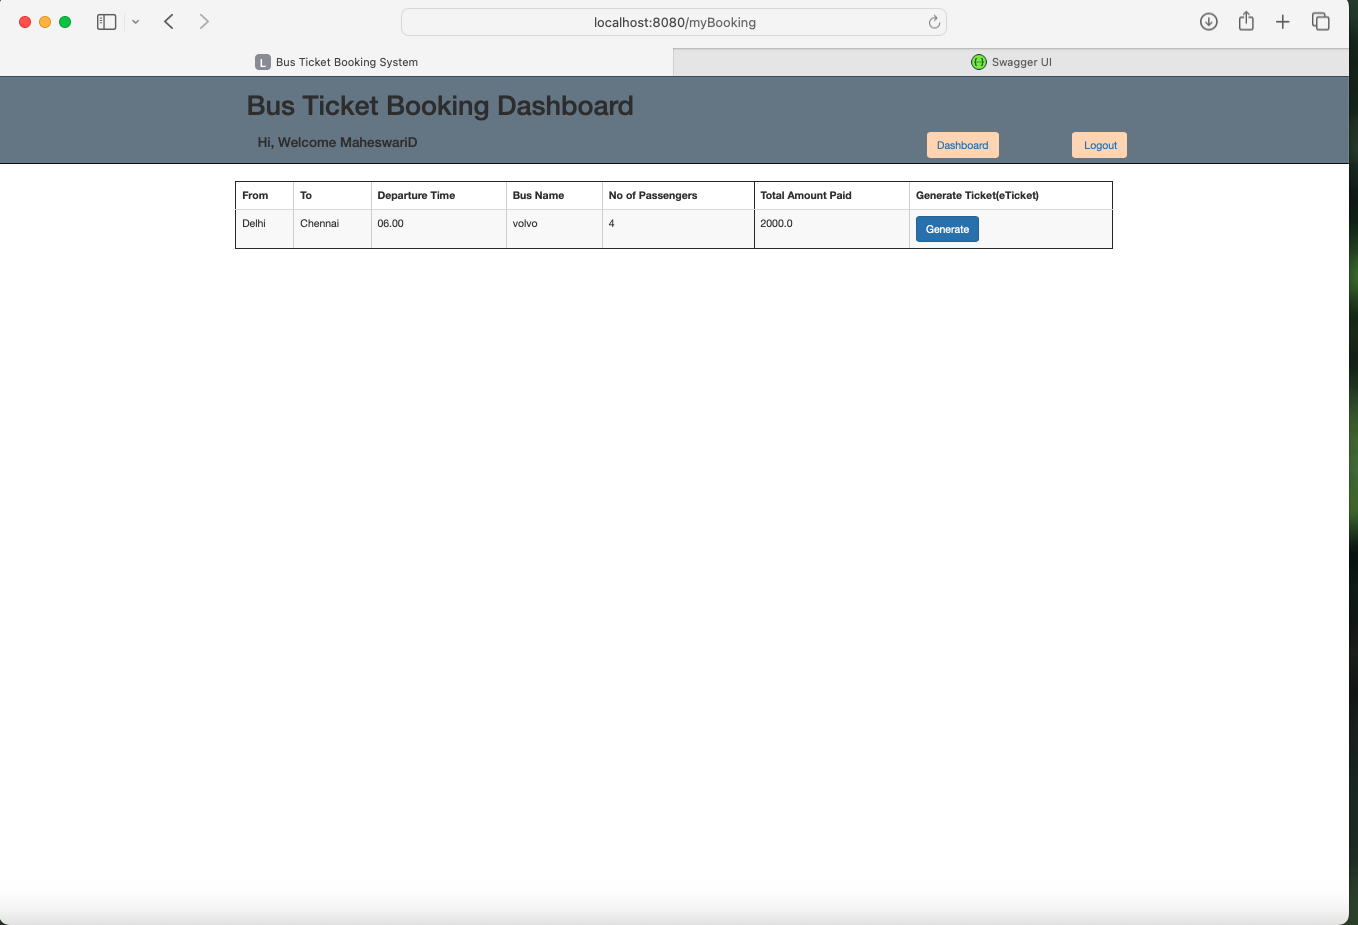 localhost:8080/myBooking
L Bus Ticket Booking System
Swagger UI
Bus Ticket Booking Dashboard
Hi, Welcome MaheswariD
Dashboard
Logout
From To Departure Time Bus Name No of Passengers Total Amount Paid Generate Ticket(eTicket)
Delhi Chennai 06.00 volvo 4 2000.0 Generate